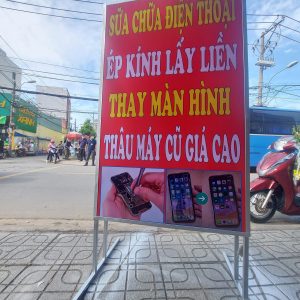 SỬA CHỮA ĐIỆN THOẠI
ÉP KÍNH LẤY LIỀN
THAY MÀN HÌNH
THÂU MÁY CŨ GIÁ CAO